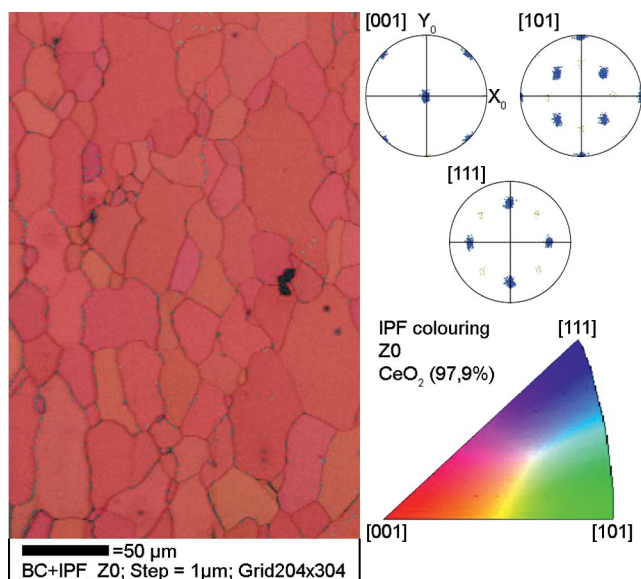 [001]
Y₀
[101]
X₀
[111]
IPF colouring
Z0
CeO₂ (97,9%)
[111]
[001]
[101]
=50 µm
BC+IPF Z0; Step = 1µm; Grid204x304